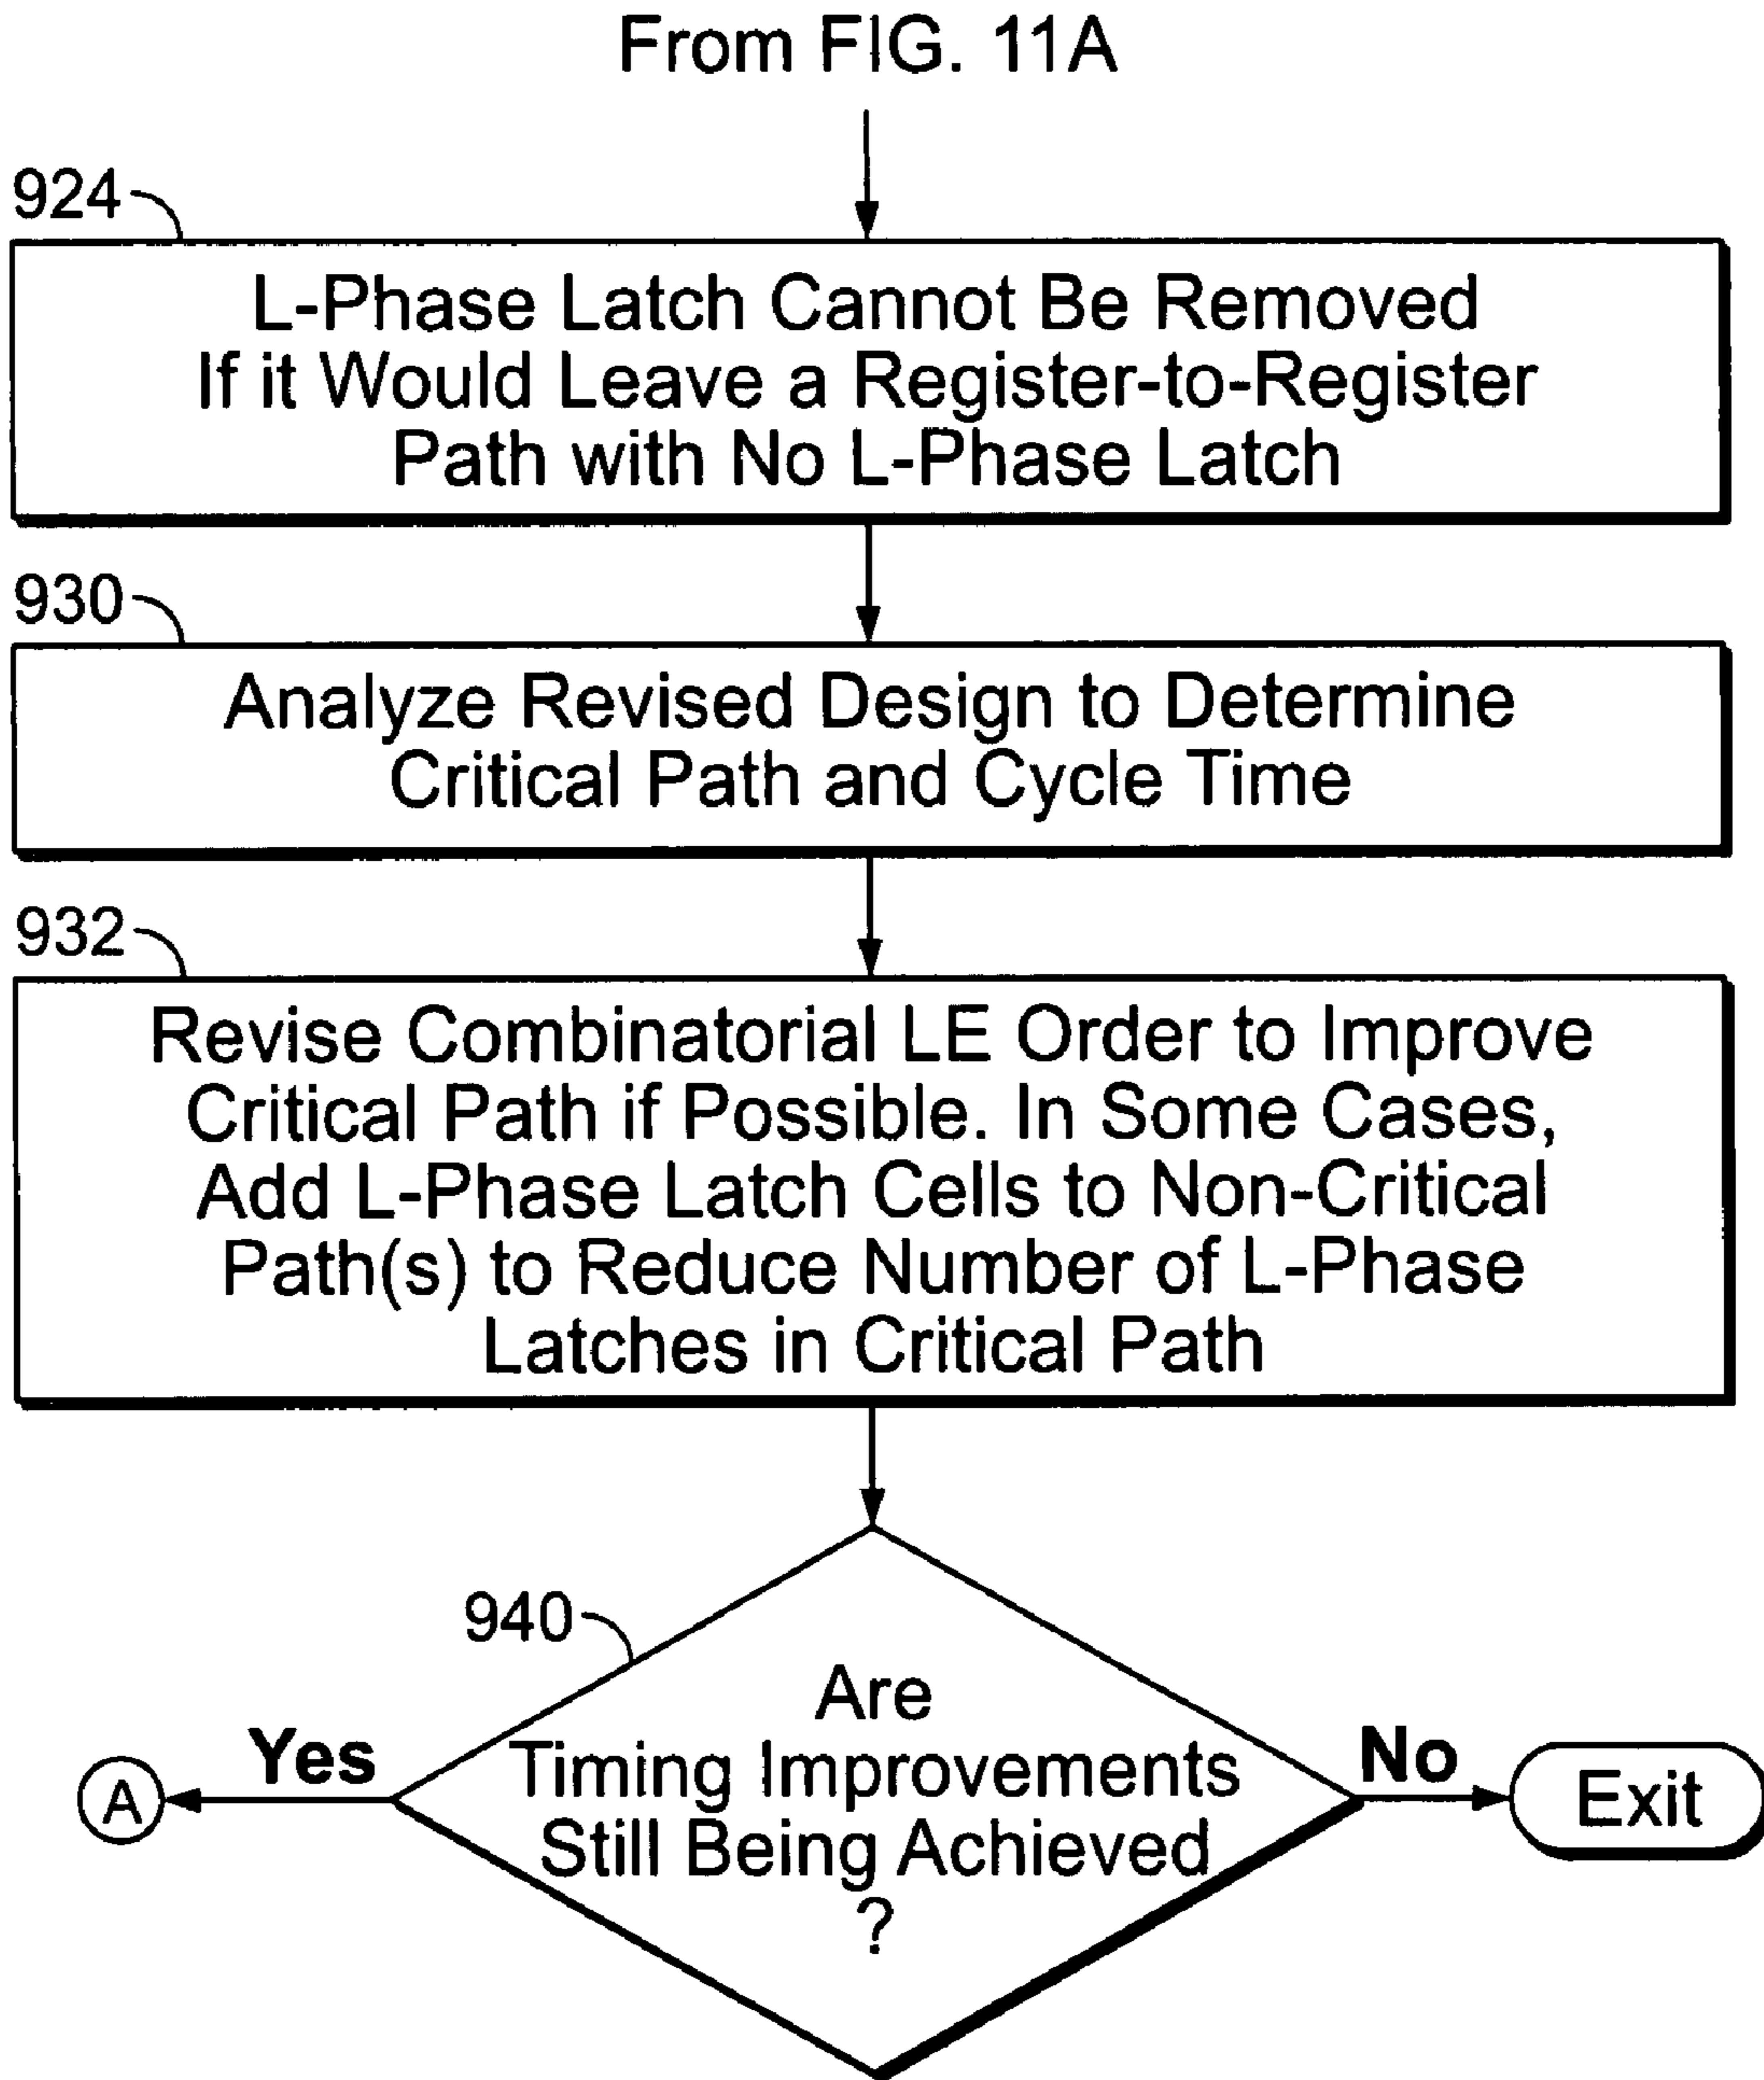 From FIG. 11A
924
L-Phase Latch Cannot Be Removed
If it Would Leave a Register-to-Register
Path with No L-Phase Latch
930
Analyze Revised Design to Determine
Critical Path and Cycle Time
932
Revise Combinatorial LE Order to Improve
Critical Path if Possible. In Some Cases,
Add L-Phase Latch Cells to Non-Critical
Path(s) to Reduce Number of L-Phase
Latches in Critical Path
940
Are
Timing Improvements
Still Being Achieved
?
Yes
A
No
Exit